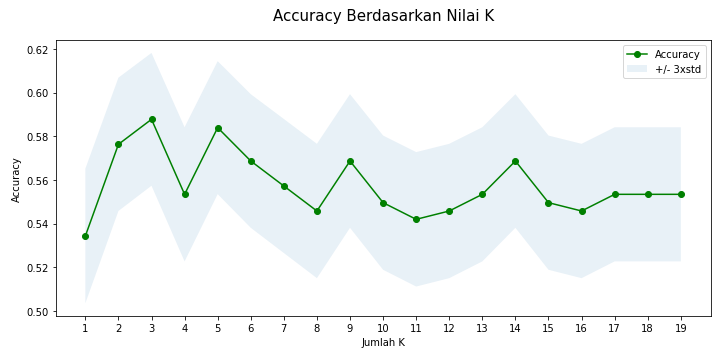 Accuracy Berdasarkan Nilai K
Accuracy
+/- 3xstd
0.62
0.60
0.58
0.56
0.54
0.52
0.50
Accuracy
1 2 3 4 5 6 7 8 9 10 11 12 13 14 15 16 17 18 19
Jumlah K